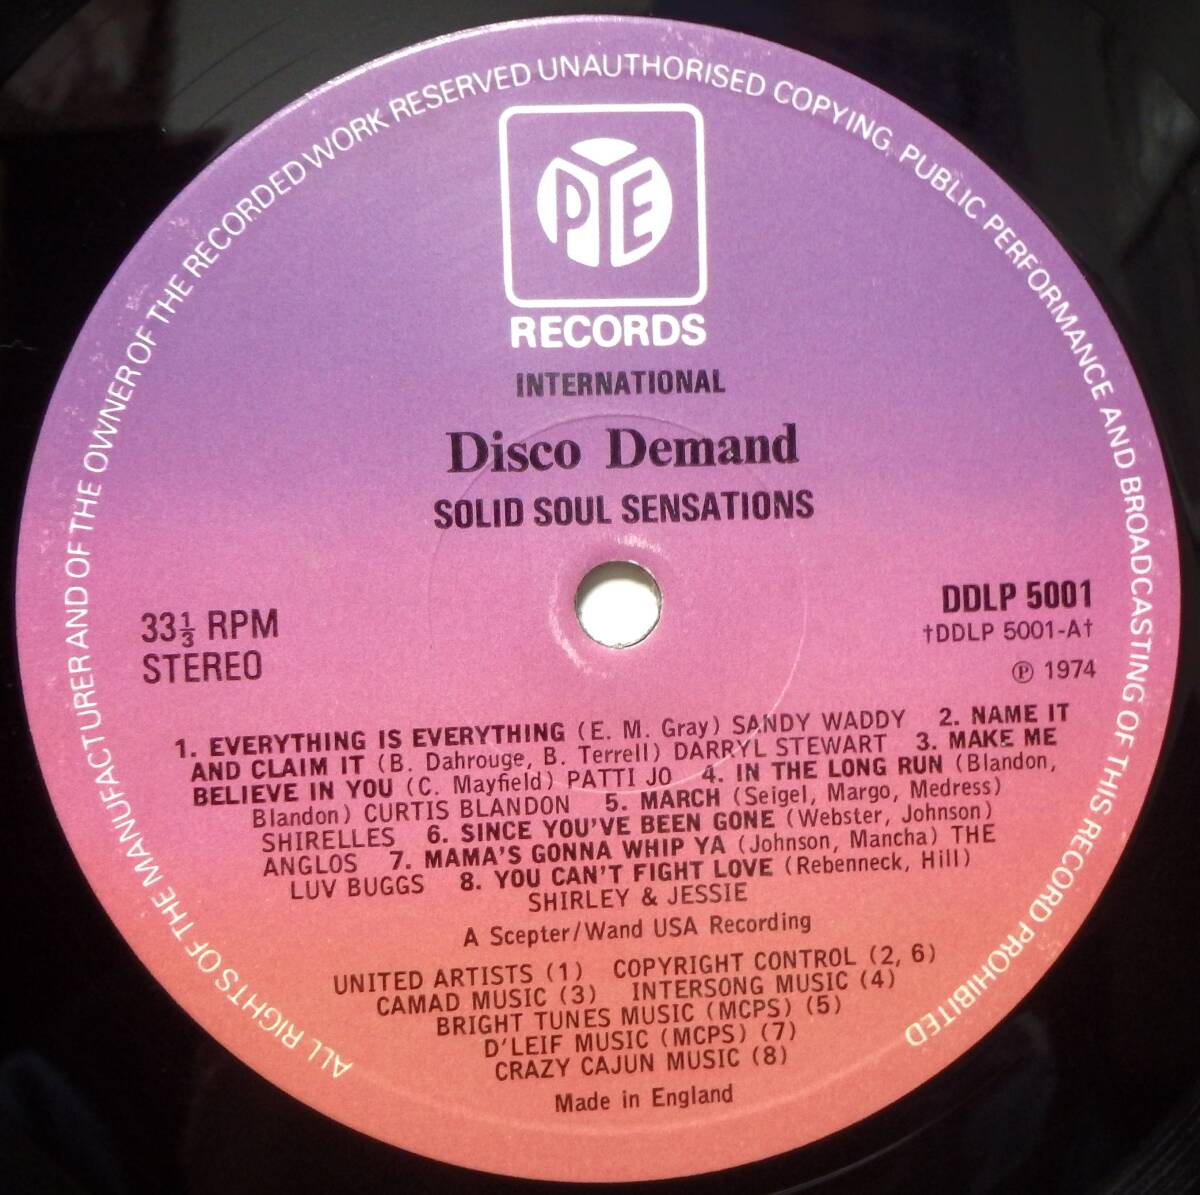 ALL RIGHTS OF THE MANUFACTURER AND OF THE OWNER OF THE RECORDED WORK RESERVED UNAUTHORISED COPYING, PUBLIC PERFORMANCE AND BROADCASTING OF THIS RECORD PROHIBITED
PYE
RECORDS
INTERNATIONAL
Disco Demand
SOLID SOUL SENSATIONS
33⅓ RPM
STEREO
DDLP 5001
†DDLP 5001-A†
℗ 1974
1. EVERYTHING IS EVERYTHING (E. M. Gray) SANDY WADDY 2. NAME IT
AND CLAIM IT (B. Dahrouge, B. Terrell) DARRYL STEWART 3. MAKE ME
BELIEVE IN YOU (C. Mayfield) PATTI JO 4. IN THE LONG RUN (Blandon,
Blandon) CURTIS BLANDON 5. MARCH (Seigel, Margo, Medress)
SHIRELLES 6. SINCE YOU'VE BEEN GONE (Webster, Johnson)
ANGLOS 7. MAMA'S GONNA WHIP YA (Johnson, Mancha) THE
LUV BUGGS 8. YOU CAN'T FIGHT LOVE (Rebenneck, Hill)
SHIRLEY & JESSIE
A Scepter/Wand USA Recording
UNITED ARTISTS (1) COPYRIGHT CONTROL (2, 6)
CAMAD MUSIC (3) INTERSONG MUSIC (4)
BRIGHT TUNES MUSIC (MCPS) (5)
D'LEIF MUSIC (MCPS) (7)
CRAZY CAJUN MUSIC (8)
Made in England